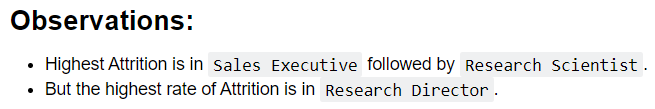 Observations:
Highest Attrition is in Sales Executive followed by Research Scientist.
But the highest rate of Attrition is in Research Director.